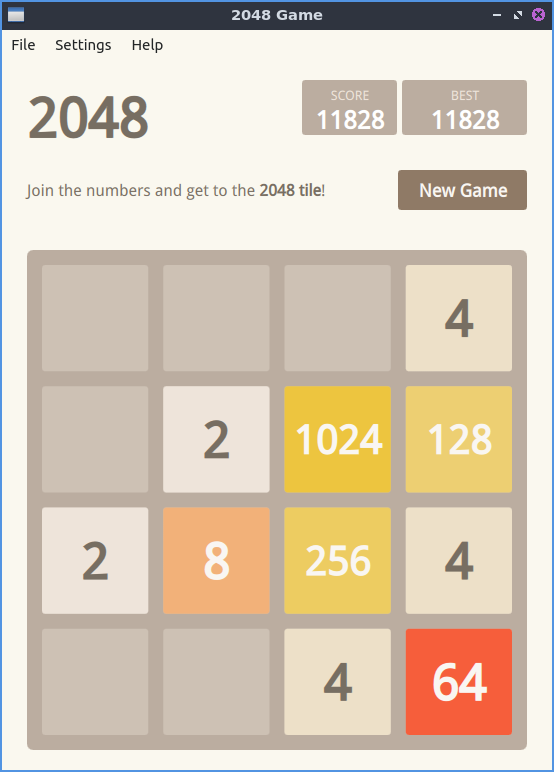 2048 Game
File Settings Help
2048
SCORE
11828
BEST
11828
Join the numbers and get to the 2048 tile!
New Game
4
2 1024 128
2 8 256 4
4 64